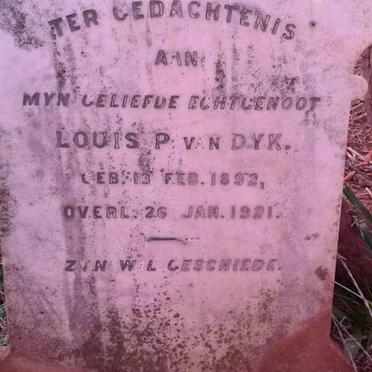 TER GEDACHTENIS
AAN
MYN GELIEFDE ECHTGENOOT
LOUIS P. VAN DYK.
GEB. 13 FEB. 1892,
OVERL. 26 JAN. 1921.
ZYN WIL GESCHIEDE.